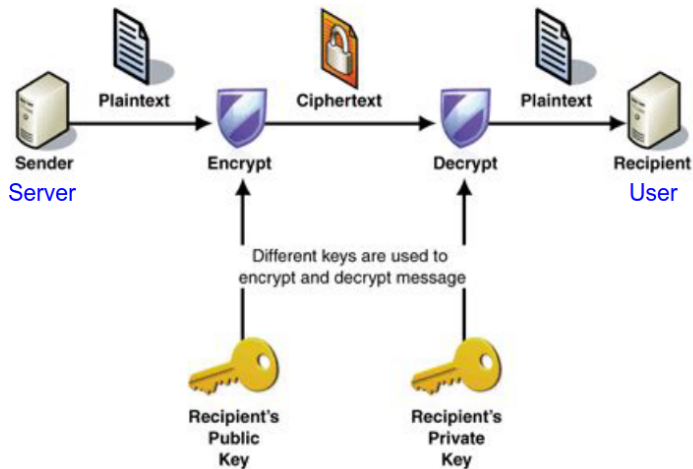 Plaintext
Ciphertext
Plaintext
Sender
Encrypt
Decrypt
Recipient
Server
User
Different keys are used to
encrypt and decrypt message
Recipient's
Public
Key
Recipient's
Private
Key